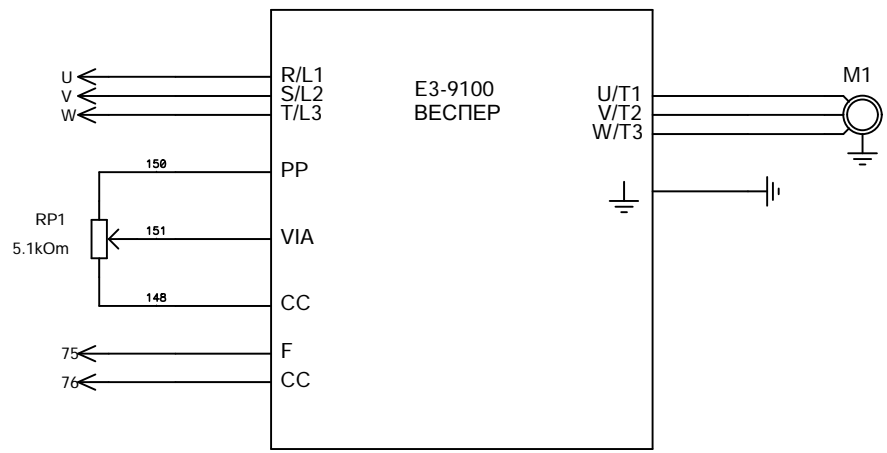 U
V
W
R/L1
S/L2
T/L3
E3-9100
ВЕСПЕР
U/T1
V/T2
W/T3
M1
150
PP
RP1
5.1kOm
151
VIA
148
CC
75
F
76
CC